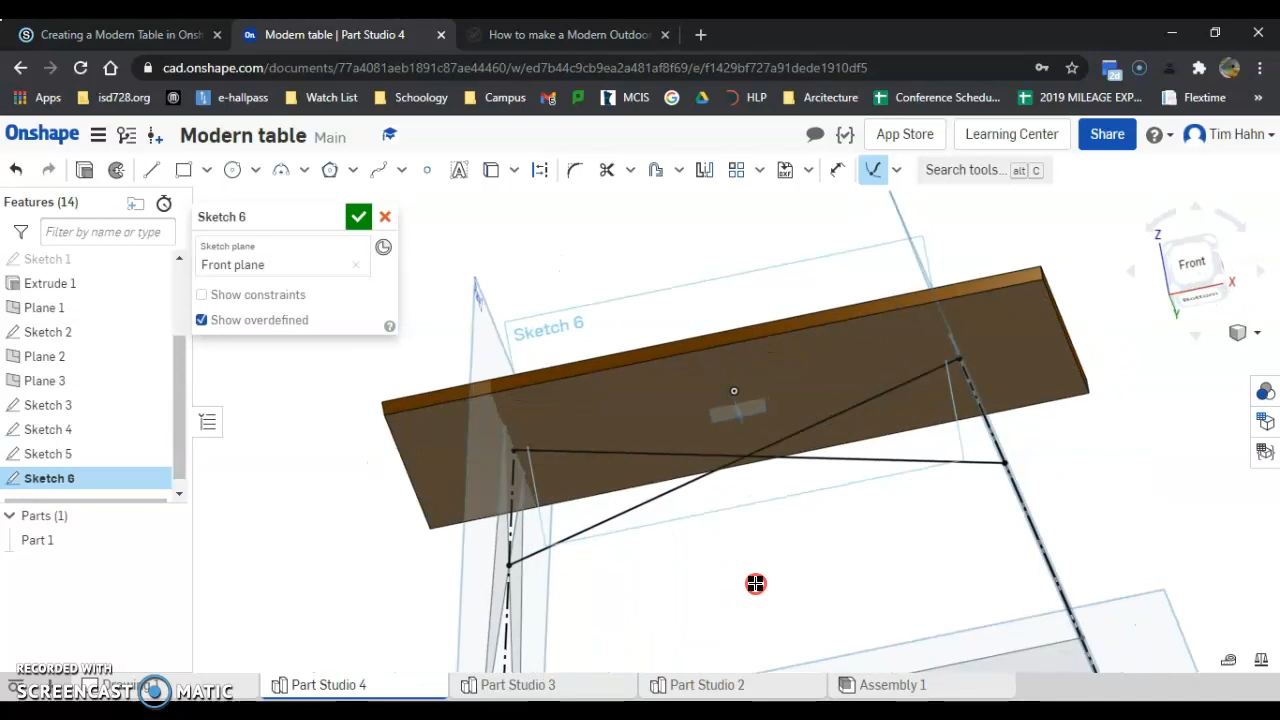 Creating a Modern Table in Onsh
Modern table | Part Studio 4
How to make a Modern Outdoo
cad.onshape.com/documents/77a4081aeb1891c87ae44460/w/ed7b44c9cb9ea2a481af8f69/e/f1429bf727a91dede1910df5
Apps isd728.org e-hallpass Watch List Schoology Campus MCIS HLP Arcitecture Conference Schedu... 2019 MILEAGE EXP... Flextime »
Onshape Modern table Main App Store Learning Center Share Tim Hahn
Search tools... alt C
Features (14)
Filter by name or type
Sketch 1
Extrude 1
Plane 1
Sketch 2
Plane 2
Plane 3
Sketch 3
Sketch 4
Sketch 5
Sketch 6
Parts (1)
Part 1
Sketch 6
Sketch plane
Front plane
Show constraints
Show overdefined
Sketch 6
Z
Front
X
Bottom
Y
RECORDED WITH
SCREENCAST MATIC
Part Studio 4 Part Studio 3 Part Studio 2 Assembly 1